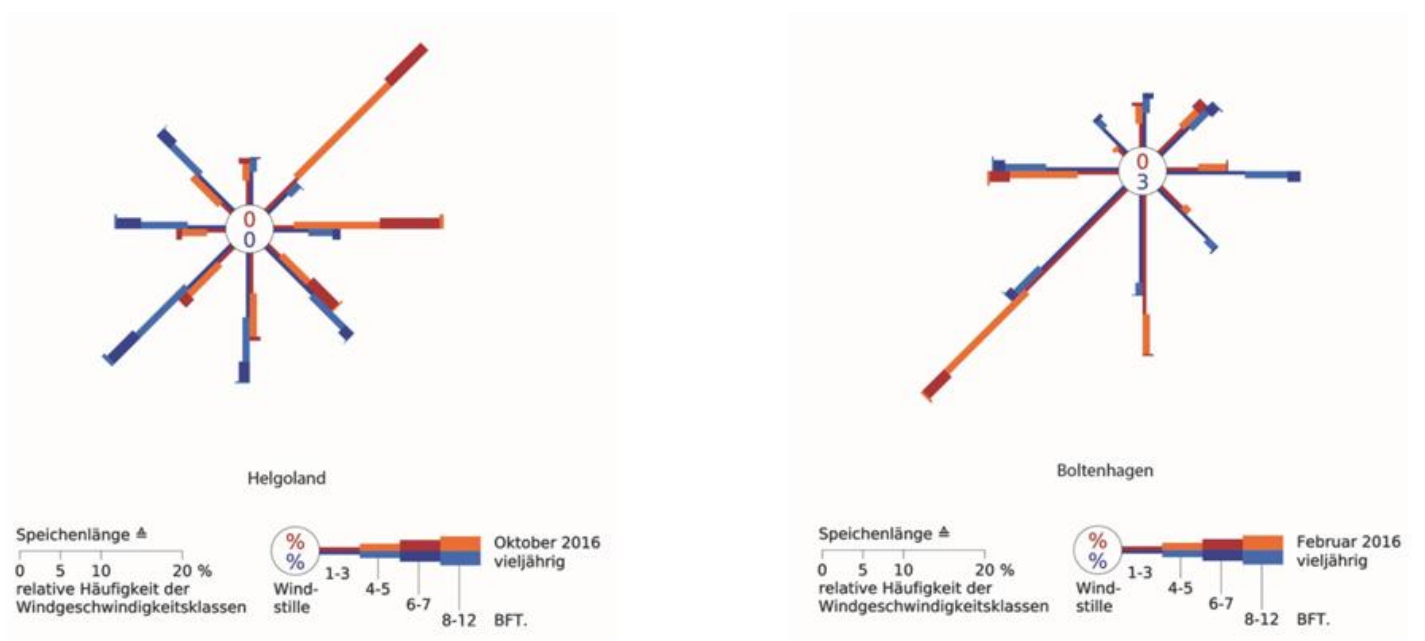 0
0
Helgoland
Speichenlänge ≙
0 5 10 20 %
relative Häufigkeit der
Windgeschwindigkeitsklassen
%
%
Wind-
stille
1-3
4-5
6-7
8-12 BFT.
Oktober 2016
vieljährig
0
3
Boltenhagen
Speichenlänge ≙
0 5 10 20 %
relative Häufigkeit der
Windgeschwindigkeitsklassen
%
%
Wind-
stille
1-3
4-5
6-7
8-12 BFT.
Februar 2016
vieljährig